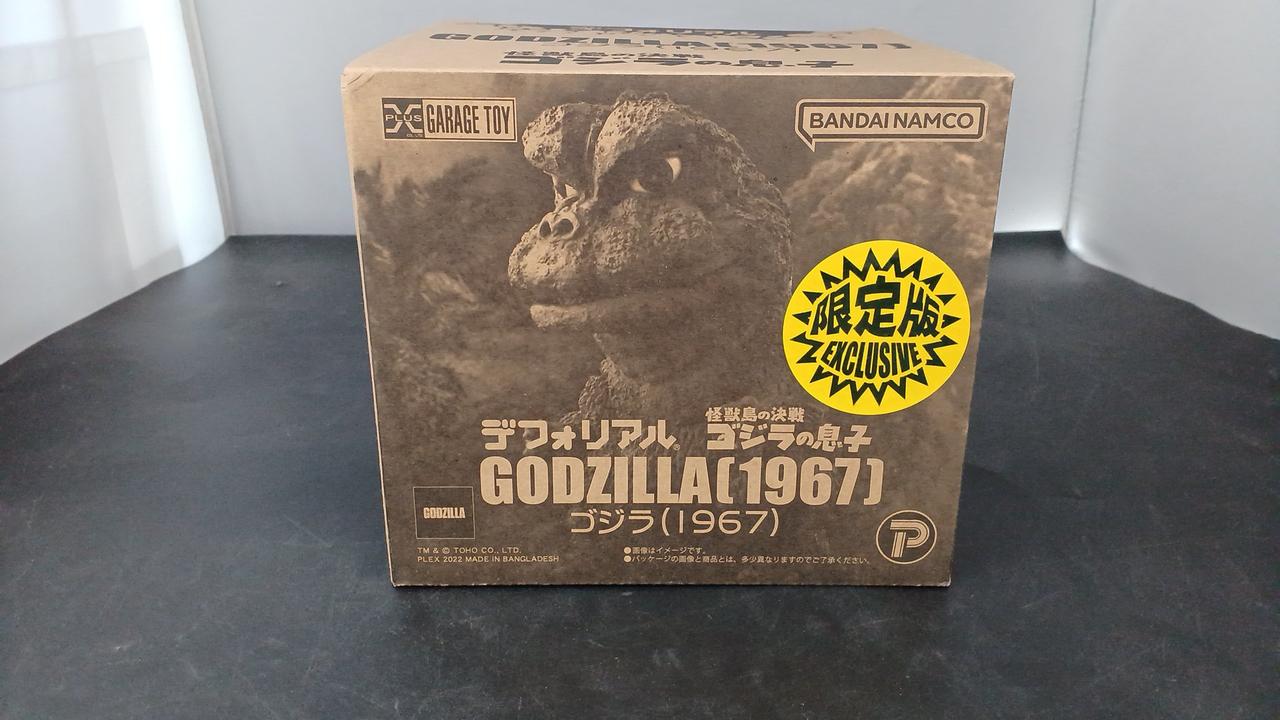 GODZILLA(1967)
怪獣島の決戦
ゴジラの息子
X
PLUS
GARAGE TOY
BANDAI NAMCO
限定版
EXCLUSIVE
怪獣島の決戦
デフォリアル® ゴジラの息子
GODZILLA(1967)
ゴジラ(1967)
GODZILLA
P
TM & © TOHO CO., LTD.
PLEX 2022 MADE IN BANGLADESH
●画像はイメージです。
●パッケージの画像と商品とは、多少異なりますのでご了承ください。